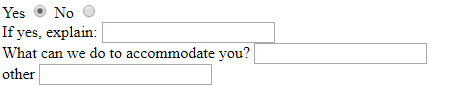 Yes No
If yes, explain:
What can we do to accommodate you?
other